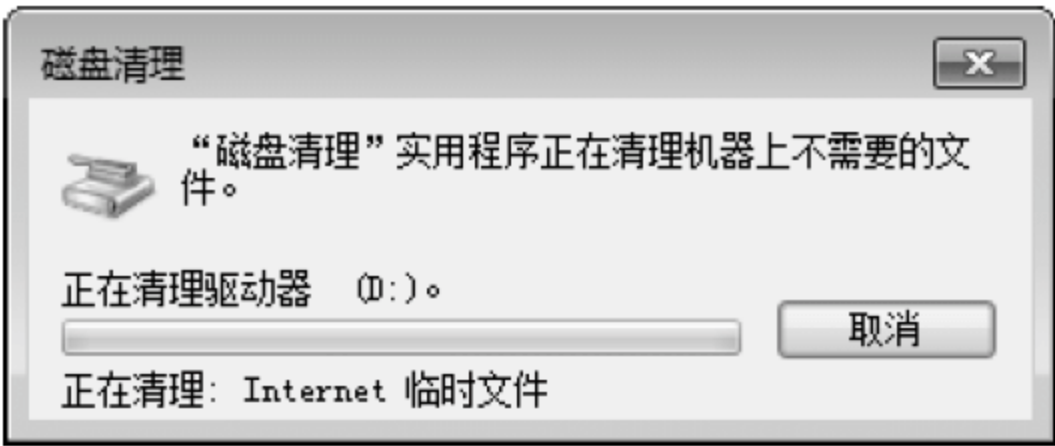 磁盘清理
“磁盘清理”实用程序正在清理机器上不需要的文
件。
正在清理驱动器 (D:)。
取消
正在清理: Internet 临时文件